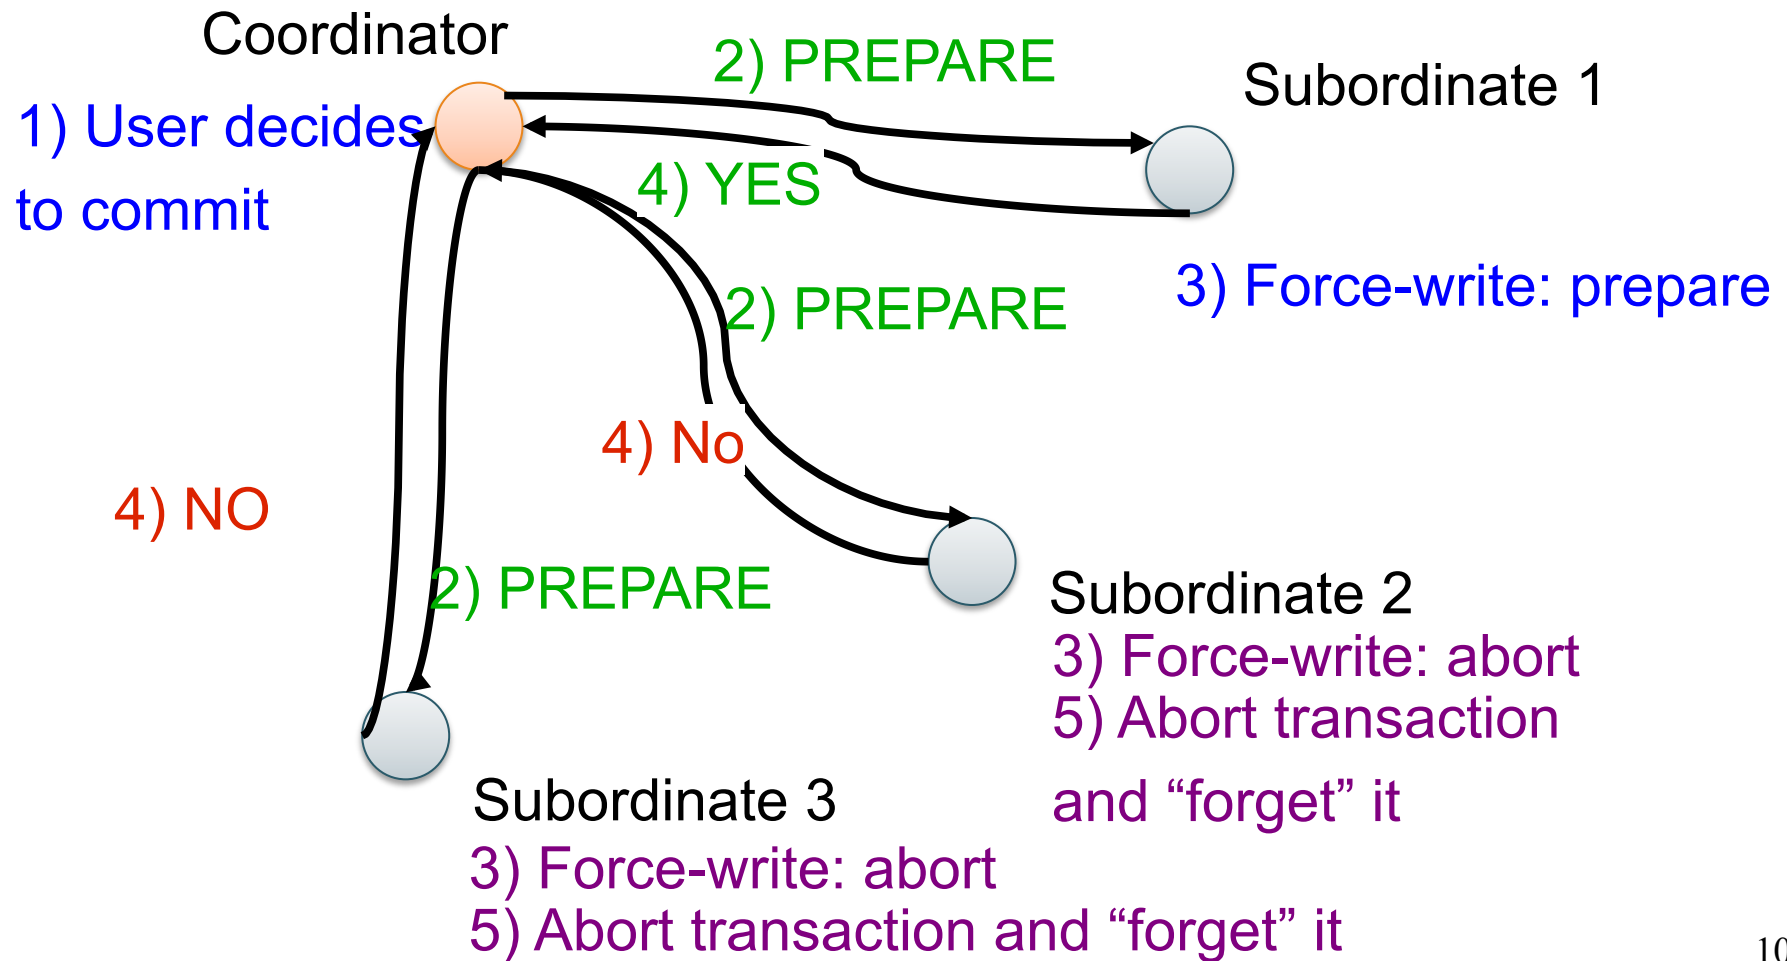 Coordinator
2) PREPARE
Subordinate 1
1) User decides
4) YES
to commit
3) Force-write: prepare
2) PREPARE
4) No
4) NO
2) PREPARE
Subordinate 2
3) Force-write: abort
5) Abort transaction
and “forget” it
Subordinate 3
3) Force-write: abort
5) Abort transaction and “forget” it
10